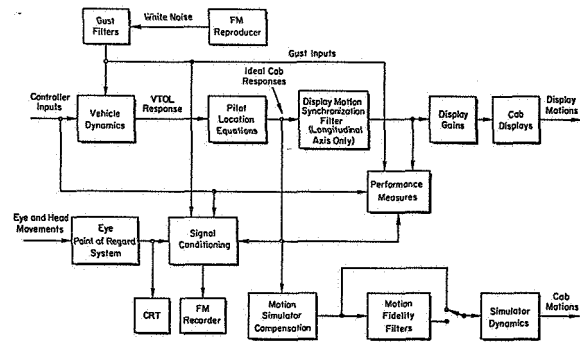 Gust
Filters
White Noise
FM
Reproducer
Gust Inputs
Ideal Cab
Responses
Controller
Inputs
Vehicle
Dynamics
VTOL
Response
Pilot
Location
Equations
Display Motion
Synchronization
Filter
(Longitudinal
Axis Only)
Display
Gains
Cab
Displays
Display
Motions
Performance
Measures
Eye and Head
Movements
Eye
Point of Regard
System
Signal
Conditioning
CRT
FM
Recorder
Motion
Simulator
Compensation
Motion
Fidelity
Filters
Simulator
Dynamics
Cab
Motions